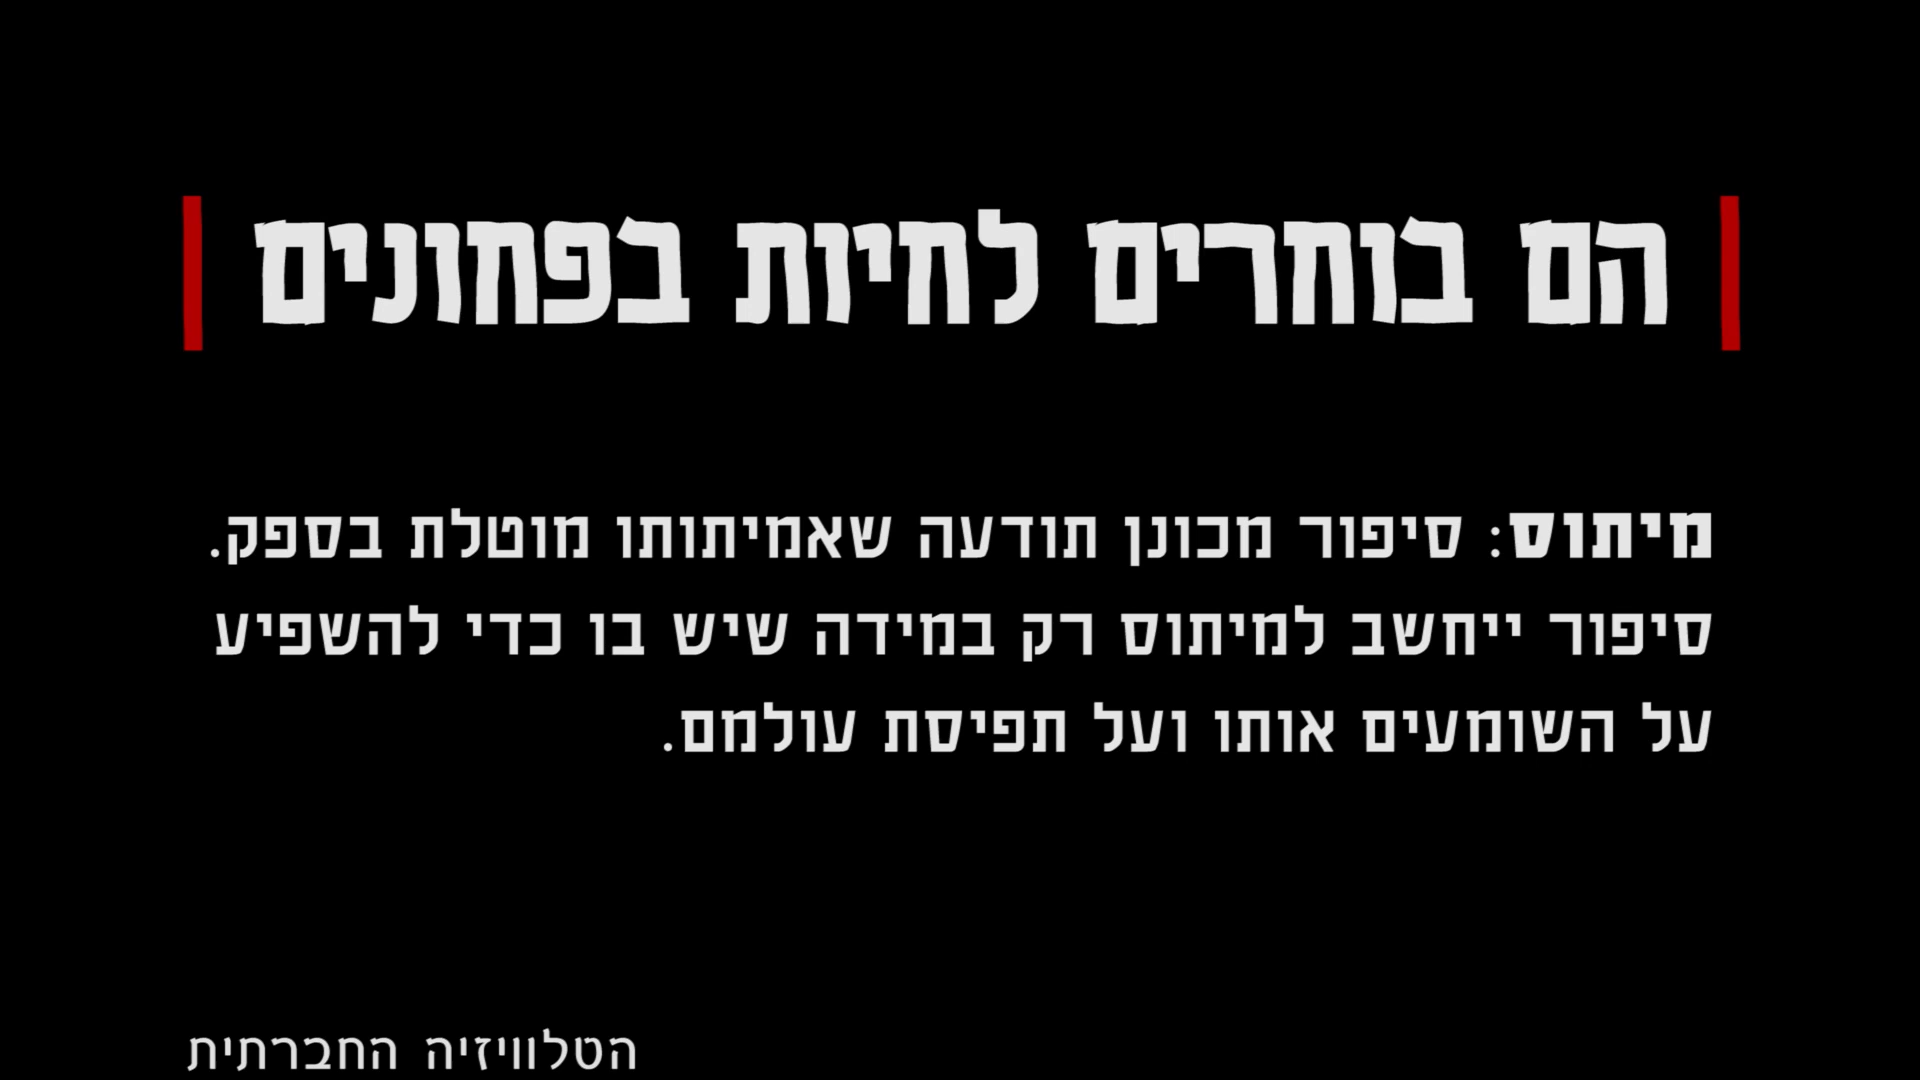 הם בוחרים לחיות בפחונים
מיתוס: סיפור מכונן תודעה שאמיתותו מוטלת בספק.
סיפור ייחשב למיתוס רק במידה שיש בו כדי להשפיע
על השומעים אותו ועל תפיסת עולמם.
הטלוויזיה החברתית